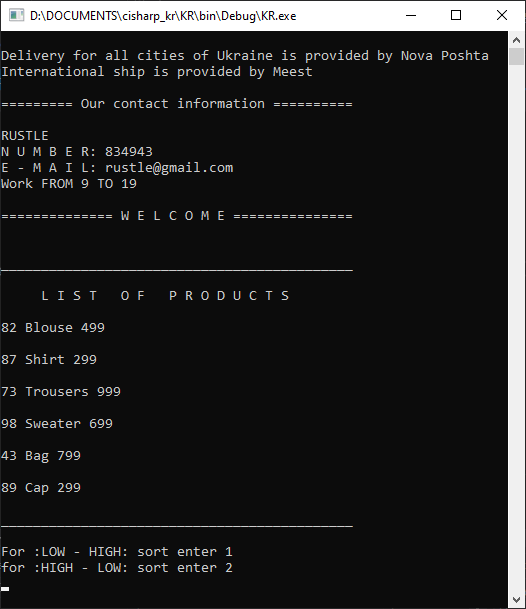 D:\DOCUMENTS\cisharp_kr\KR\bin\Debug\KR.exe
Delivery for all cities of Ukraine is provided by Nova Poshta
International ship is provided by Meest
========= Our contact information ==========
RUSTLE
N U M B E R: 834943
E - M A I L: rustle@gmail.com
Work FROM 9 TO 19
============== W E L C O M E ===============
____________________________________________
L I S T   O F   P R O D U C T S
82 Blouse 499
87 Shirt 299
73 Trousers 999
98 Sweater 699
43 Bag 799
89 Cap 299
____________________________________________
For :LOW - HIGH: sort enter 1
for :HIGH - LOW: sort enter 2